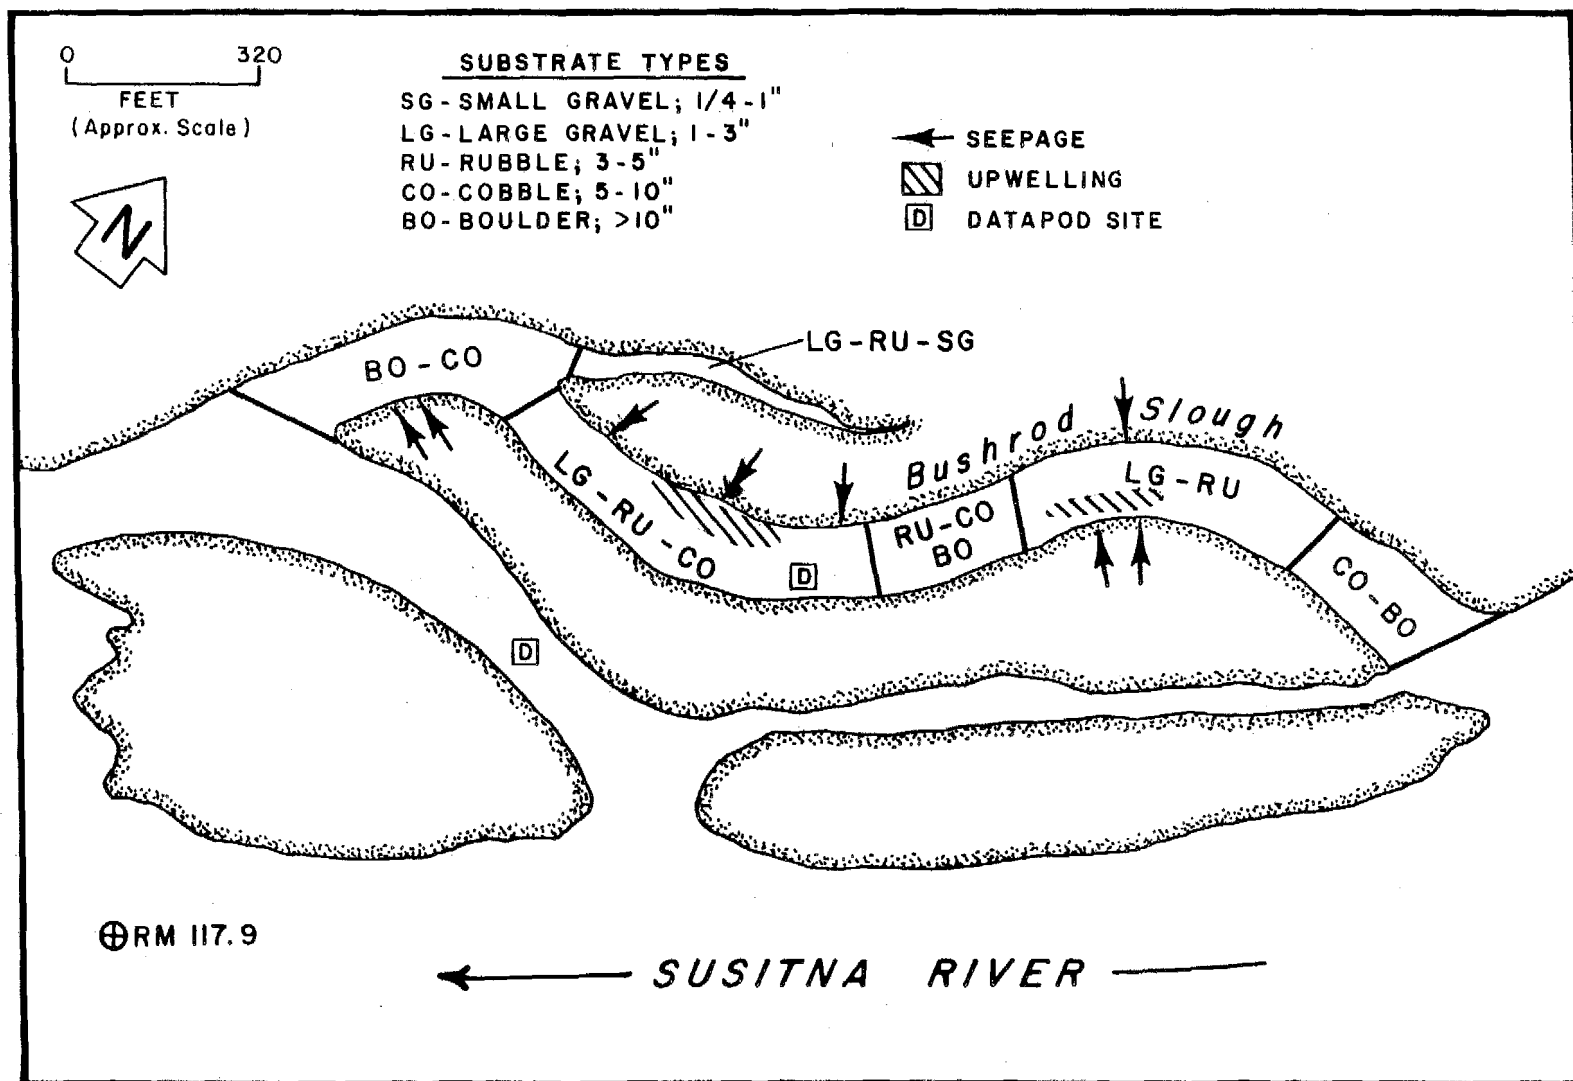 0 320
FEET
(Approx. Scale)
N
SUBSTRATE TYPES
SG-SMALL GRAVEL; 1/4-1"
LG-LARGE GRAVEL; 1-3"
RU-RUBBLE; 3-5"
CO-COBBLE; 5-10"
BO-BOULDER; >10"
SEEPAGE
UPWELLING
D DATAPOD SITE
BO-CO
LG-RU-SG
Bushrod Slough
LG-RU-CO
RU-CO
BO
LG-RU
CO-BO
D
D
RM 117.9
SUSITNA RIVER